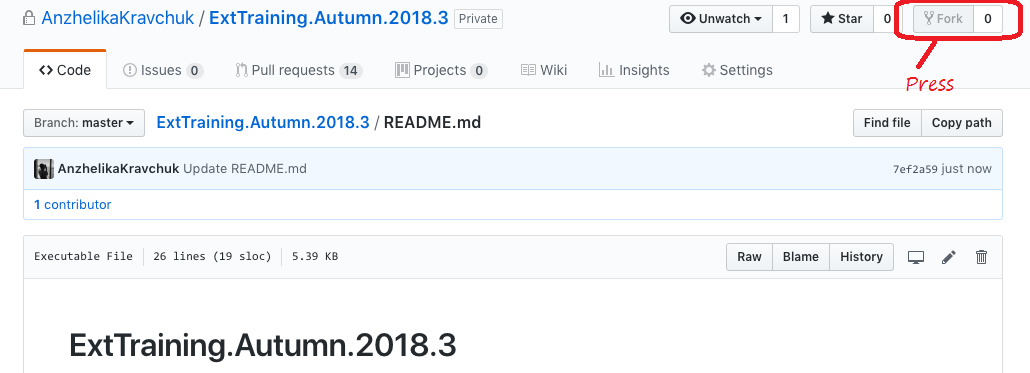 AnzhelikaKravchuk / ExtTraining.Autumn.2018.3 Private Unwatch 1 Star 0 Fork 0
Press
Code Issues 0 Pull requests 14 Projects 0 Wiki Insights Settings
Branch: master ExtTraining.Autumn.2018.3 / README.md Find file Copy path
AnzhelikaKravchuk Update README.md 7ef2a59 just now
1 contributor
Executable File 26 lines (19 sloc) 5.39 KB Raw Blame History
ExtTraining.Autumn.2018.3